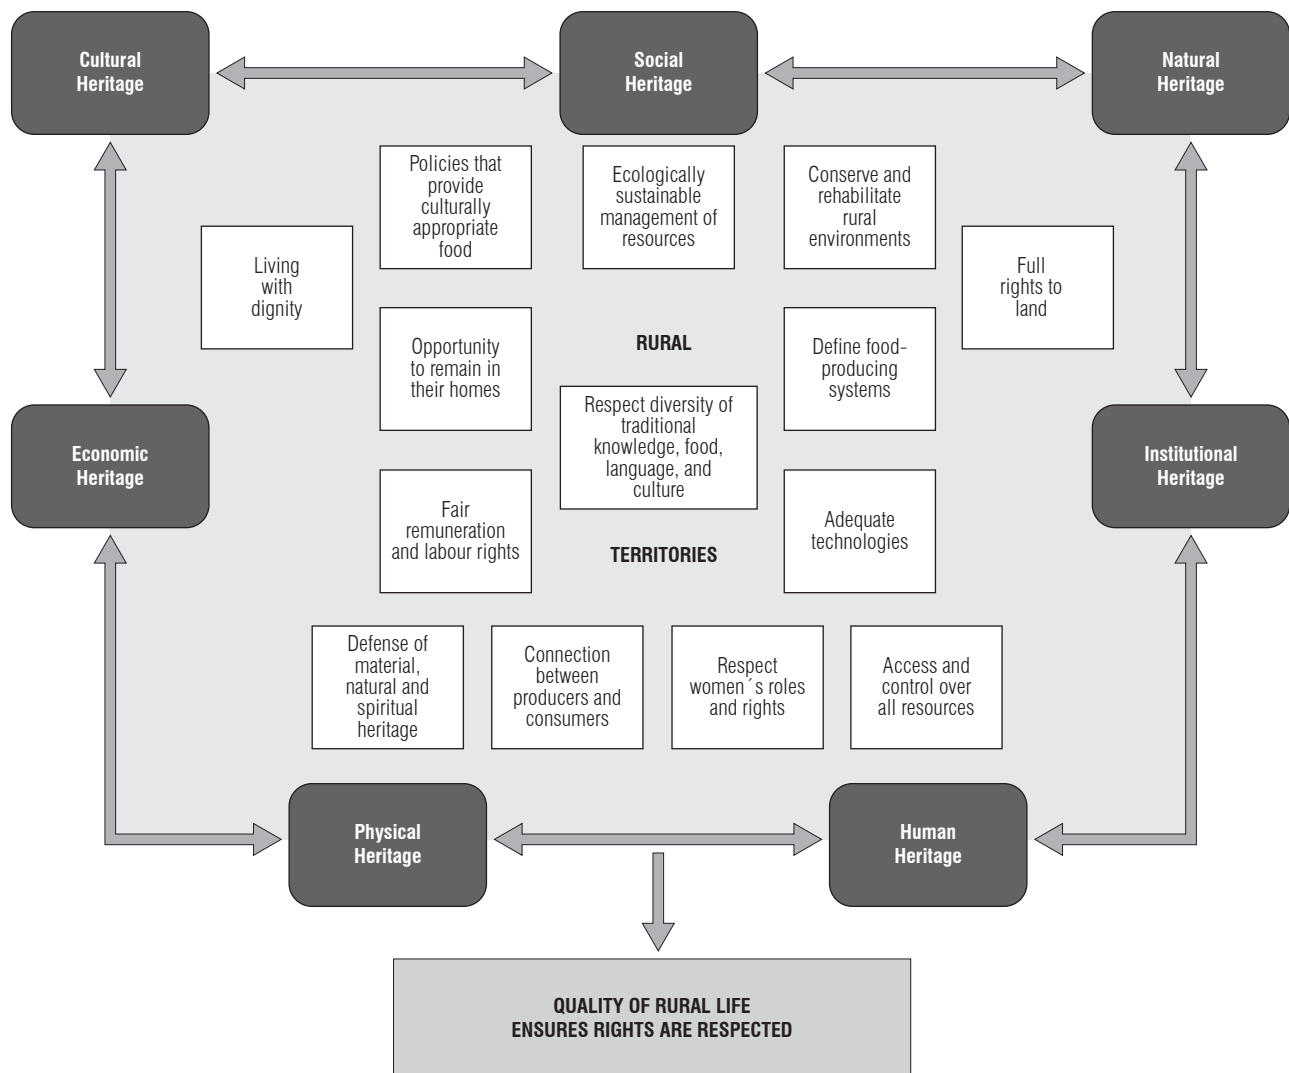 Cultural
Heritage
Social
Heritage
Natural
Heritage
Policies that
provide
culturally
appropriate
food
Ecologically
sustainable
management of
resources
Conserve and
rehabilitate
rural
environments
Living
with
dignity
Full
rights to
land
Opportunity
to remain in
their homes
RURAL
Define food-
producing
systems
Respect diversity of
traditional
knowledge, food,
language, and
culture
Economic
Heritage
Institutional
Heritage
Fair
remuneration
and labour rights
TERRITORIES
Adequate
technologies
Defense of
material,
natural and
spiritual
heritage
Connection
between
producers and
consumers
Respect
women´s roles
and rights
Access and
control over
all resources
Physical
Heritage
Human
Heritage
QUALITY OF RURAL LIFE
ENSURES RIGHTS ARE RESPECTED